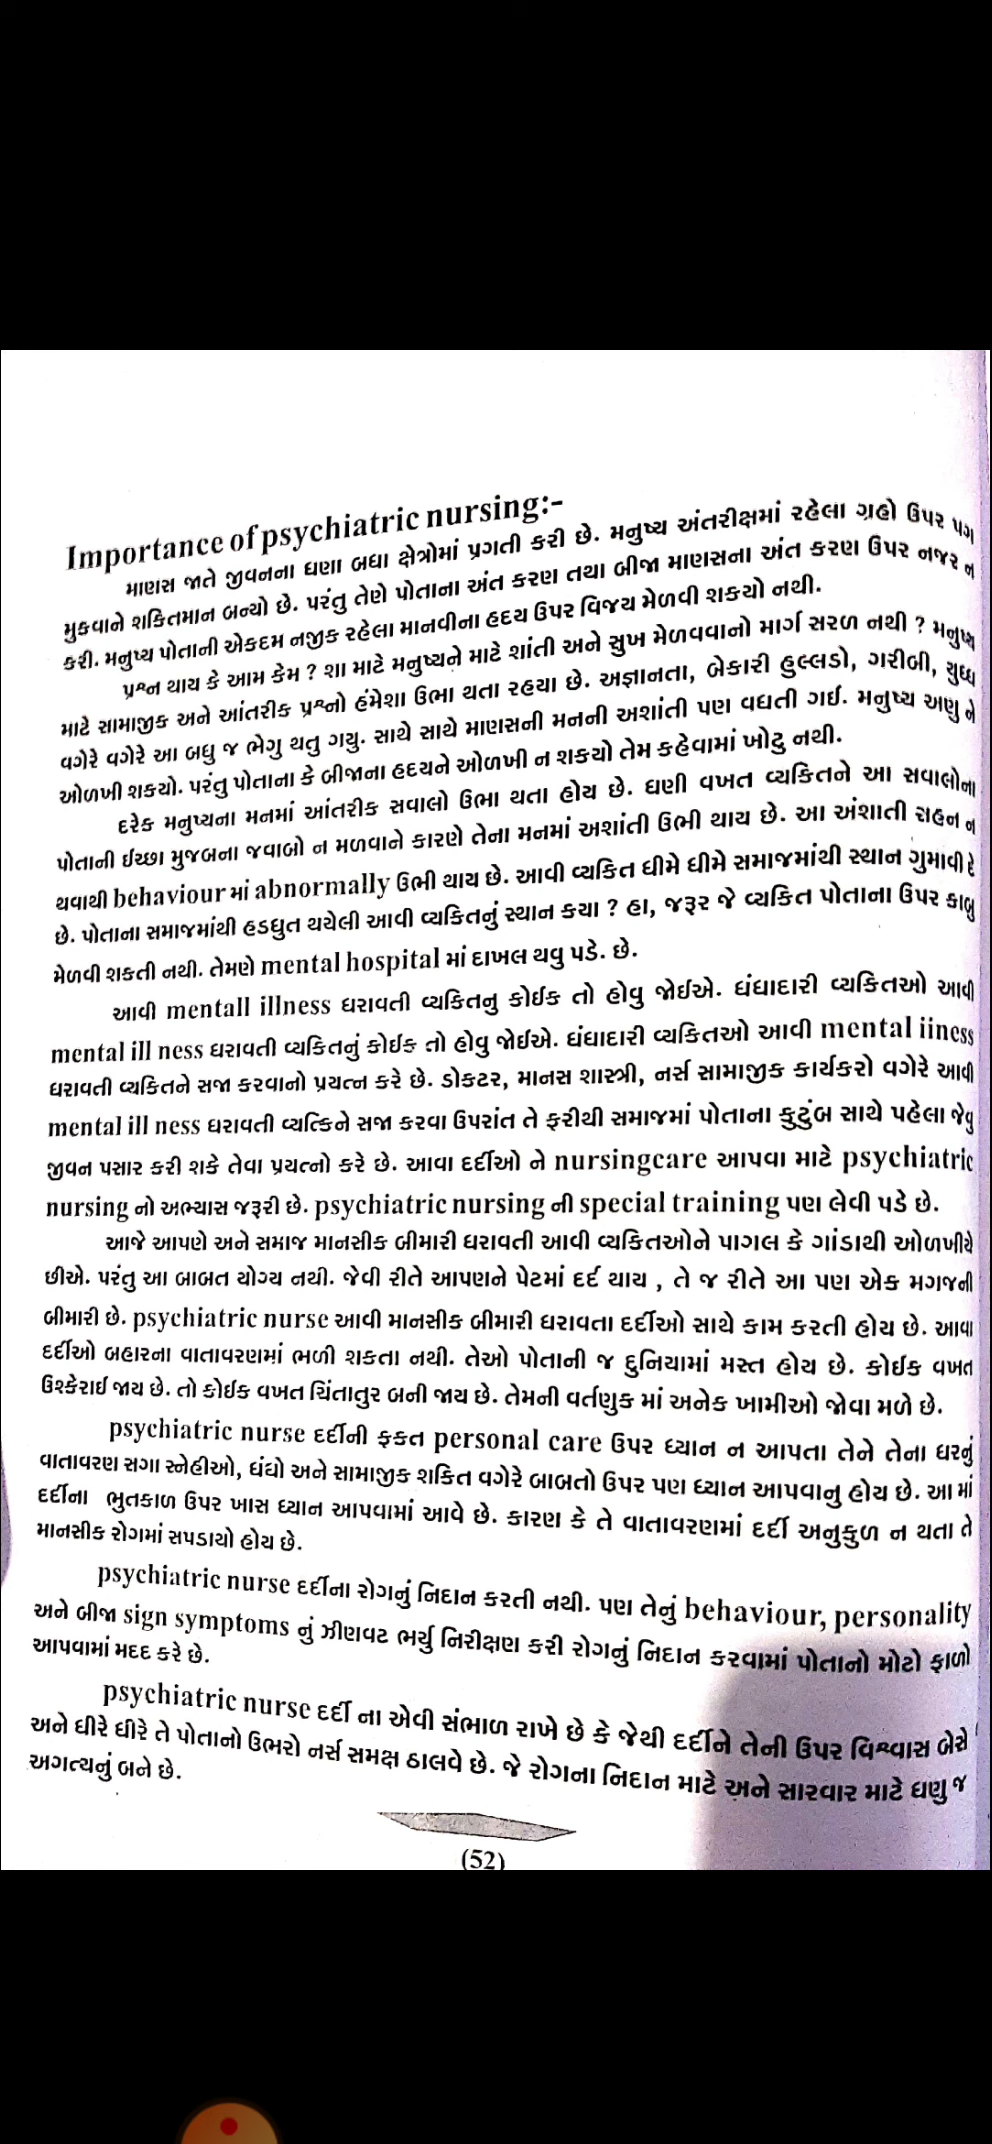 Importance of psychiatric nursing:-
માણસ જાતે જીવનના ઘણા બધા ક્ષેત્રોમાં પ્રગતી કરી છે. મનુષ્ય અંતરીક્ષમાં રહેલા ગ્રહો ઉપર પગ
મુકવાને શકિતમાન બન્યો છે. પરંતુ તેણે પોતાના અંત કરણ તથા બીજા માણસના અંત કરણ ઉપર નજર ન
કરી. મનુષ્ય પોતાની એકદમ નજીક રહેલા માનવીના હ્રદય ઉપર વિજય મેળવી શકયો નથી.
પ્રશ્ન થાય કે આમ કેમ ? શા માટે મનુષ્યને માટે શાંતી અને સુખ મેળવવાનો માર્ગ સરળ નથી ? મનુષ્ય
માટે સામાજીક અને આંતરીક પ્રશ્નો હંમેશા ઉભા થતા રહયા છે. અજ્ઞાનતા, બેકારી હુલ્લડો, ગરીબી, યુધ્ધ
વગેરે વગેરે આ બધુ જ ભેગુ થતુ ગયુ. સાથે સાથે માણસની મનની અશાંતી પણ વધતી ગઈ. મનુષ્ય અણુ ને
ઓળખી શકયો. પરંતુ પોતાના કે બીજાના હ્રદયને ઓળખી ન શકયો તેમ કહેવામાં ખોટુ નથી.
દરેક મનુષ્યના મનમાં આંતરીક સવાલો ઉભા થતા હોય છે. ઘણી વખત વ્યકિતને આ સવાલોના
પોતાની ઈચ્છા મુજબના જવાબો ન મળવાને કારણે તેના મનમાં અશાંતી ઉભી થાય છે. આ અંશાતી સહન ન
થવાથી behaviour માં abnormally ઉભી થાય છે. આવી વ્યકિત ધીમે ધીમે સમાજમાંથી સ્થાન ગુમાવી દે
છે. પોતાના સમાજમાંથી હડધુત થયેલી આવી વ્યકિતનું સ્થાન કયા ? હા, જરૂર જે વ્યકિત પોતાના ઉપર કાબુ
મેળવી શકતી નથી. તેમણે mental hospital માં દાખલ થવુ પડે. છે.
આવી mentall illness ધરાવતી વ્યકિતનુ કોઈક તો હોવુ જોઈએ. ધંધાદારી વ્યકિતઓ આવી
mental ill ness ધરાવતી વ્યકિતનું કોઈક તો હોવુ જોઈએ. ધંધાદારી વ્યકિતઓ આવી mental iiness
ધરાવતી વ્યકિતને સજા કરવાનો પ્રયત્ન કરે છે. ડોકટર, માનસ શાસ્ત્રી, નર્સ સામાજીક કાર્યકરો વગેરે આવી
mental ill ness ધરાવતી વ્યત્કિને સજા કરવા ઉપરાંત તે ફરીથી સમાજમાં પોતાના કુટુંબ સાથે પહેલા જેવુ
જીવન પસાર કરી શકે તેવા પ્રયત્નો કરે છે. આવા દર્દીઓ ને nursingcare આપવા માટે psychiatric
nursing નો અભ્યાસ જરૂરી છે. psychiatric nursing ની special training પણ લેવી પડે છે.
આજે આપણે અને સમાજ માનસીક બીમારી ધરાવતી આવી વ્યકિતઓને પાગલ કે ગાંડાથી ઓળખીયે
છીએ. પરંતુ આ બાબત યોગ્ય નથી. જેવી રીતે આપણને પેટમાં દર્દ થાય , તે જ રીતે આ પણ એક મગજની
બીમારી છે. psychiatric nurse આવી માનસીક બીમારી ધરાવતા દર્દીઓ સાથે કામ કરતી હોય છે. આવા
દર્દીઓ બહારના વાતાવરણમાં ભળી શકતા નથી. તેઓ પોતાની જ દુનિયામાં મસ્ત હોય છે. કોઈક વખત
ઉશ્કેરાઈ જાય છે. તો કોઈક વખત ચિંતાતુર બની જાય છે. તેમની વર્તણુક માં અનેક ખામીઓ જોવા મળે છે.
psychiatric nurse દર્દીની ફકત personal care ઉપર ધ્યાન ન આપતા તેને તેના ઘરનું
વાતાવરણ સગા સ્નેહીઓ, ધંધો અને સામાજીક શકિત વગેરે બાબતો ઉપર પણ ધ્યાન આપવાનુ હોય છે. આ માં
દર્દીના ભુતકાળ ઉપર ખાસ ધ્યાન આપવામાં આવે છે. કારણ કે તે વાતાવરણમાં દર્દી અનુકુળ ન થતા તે
માનસીક રોગમાં સપડાયો હોય છે.
psychiatric nurse દર્દીના રોગનું નિદાન કરતી નથી. પણ તેનું behaviour, personality
અને બીજા sign symptoms નું ઝીણવટ ભર્યુ નિરીક્ષણ કરી રોગનું નિદાન કરવામાં પોતાનો મોટો ફાળો
આપવામાં મદદ કરે છે.
psychiatric nurse દર્દી ના એવી સંભાળ રાખે છે કે જેથી દર્દીને તેની ઉપર વિશ્વાસ બેસે
અને ધીરે ધીરે તે પોતાનો ઉભરો નર્સ સમક્ષ ઠાલવે છે. જે રોગના નિદાન માટે અને સારવાર માટે ઘણુ જ
અગત્યનું બને છે.
(52)